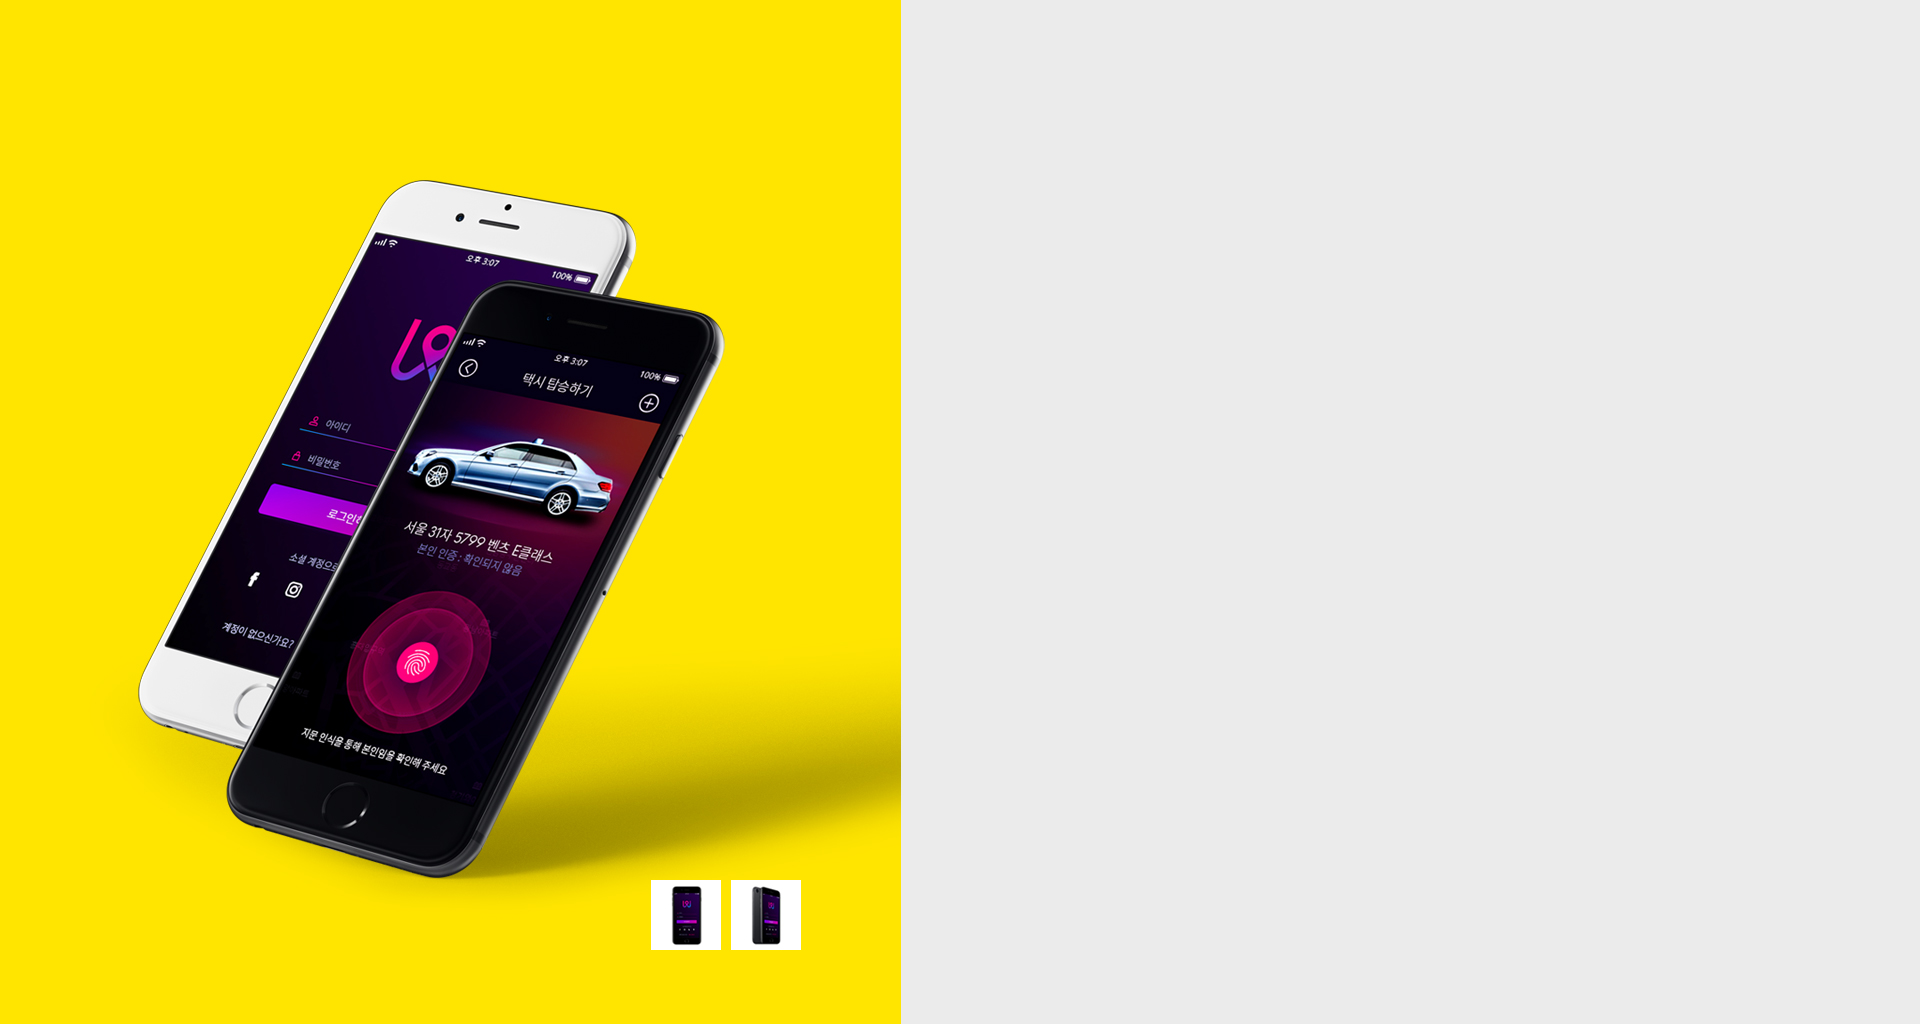 오후 3:07
100%
아이디
비밀번호
소셜 계정으로
계정이 없으신가요?
오후 3:07
100%
택시 탑승하기
서울 31자 5799 벤츠 E클래스
본인 인증 : 확인되지 않음
지문 인식을 통해 본인임을 확인해 주세요